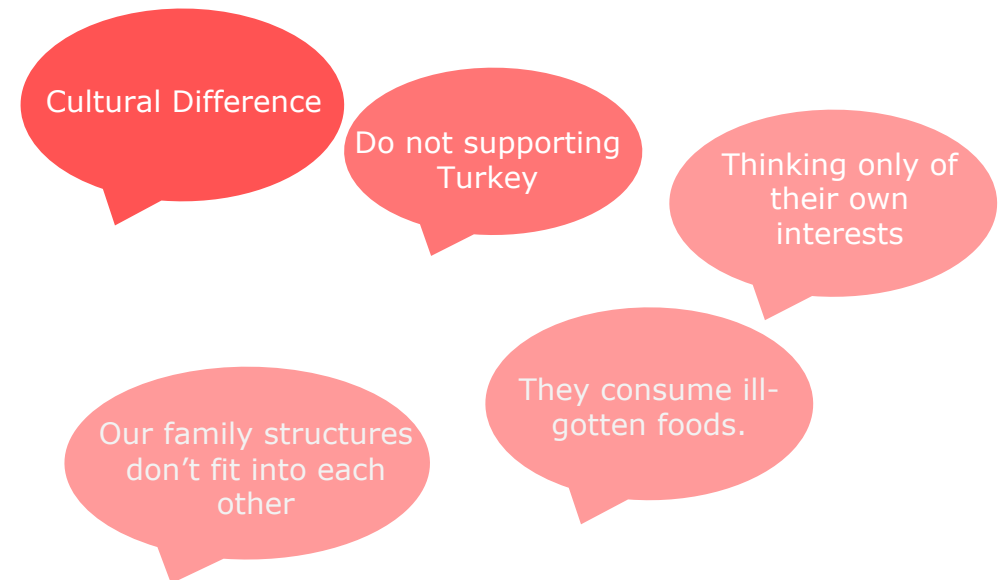 Cultural Difference
Do not supporting
Turkey
Thinking only of
their own
interests
They consume ill-
gotten foods.
Our family structures
don’t fit into each
other